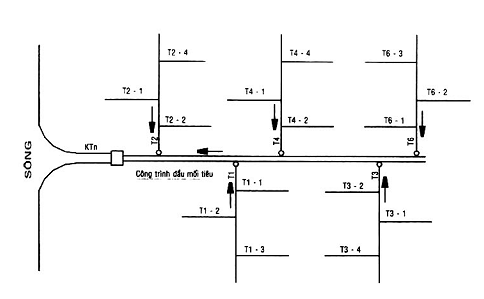 T2 - 4
T4 - 4
T6 - 3
T2 - 1
T4 - 1
T6 - 2
T2 - 2
T4 - 2
T6 - 1
T2
T4
T6
SÔNG
KTn
Công trình đầu mối tiêu
T1
T3
T1 - 1
T3 - 2
T1 - 2
T3 - 1
T1 - 3
T3 - 4